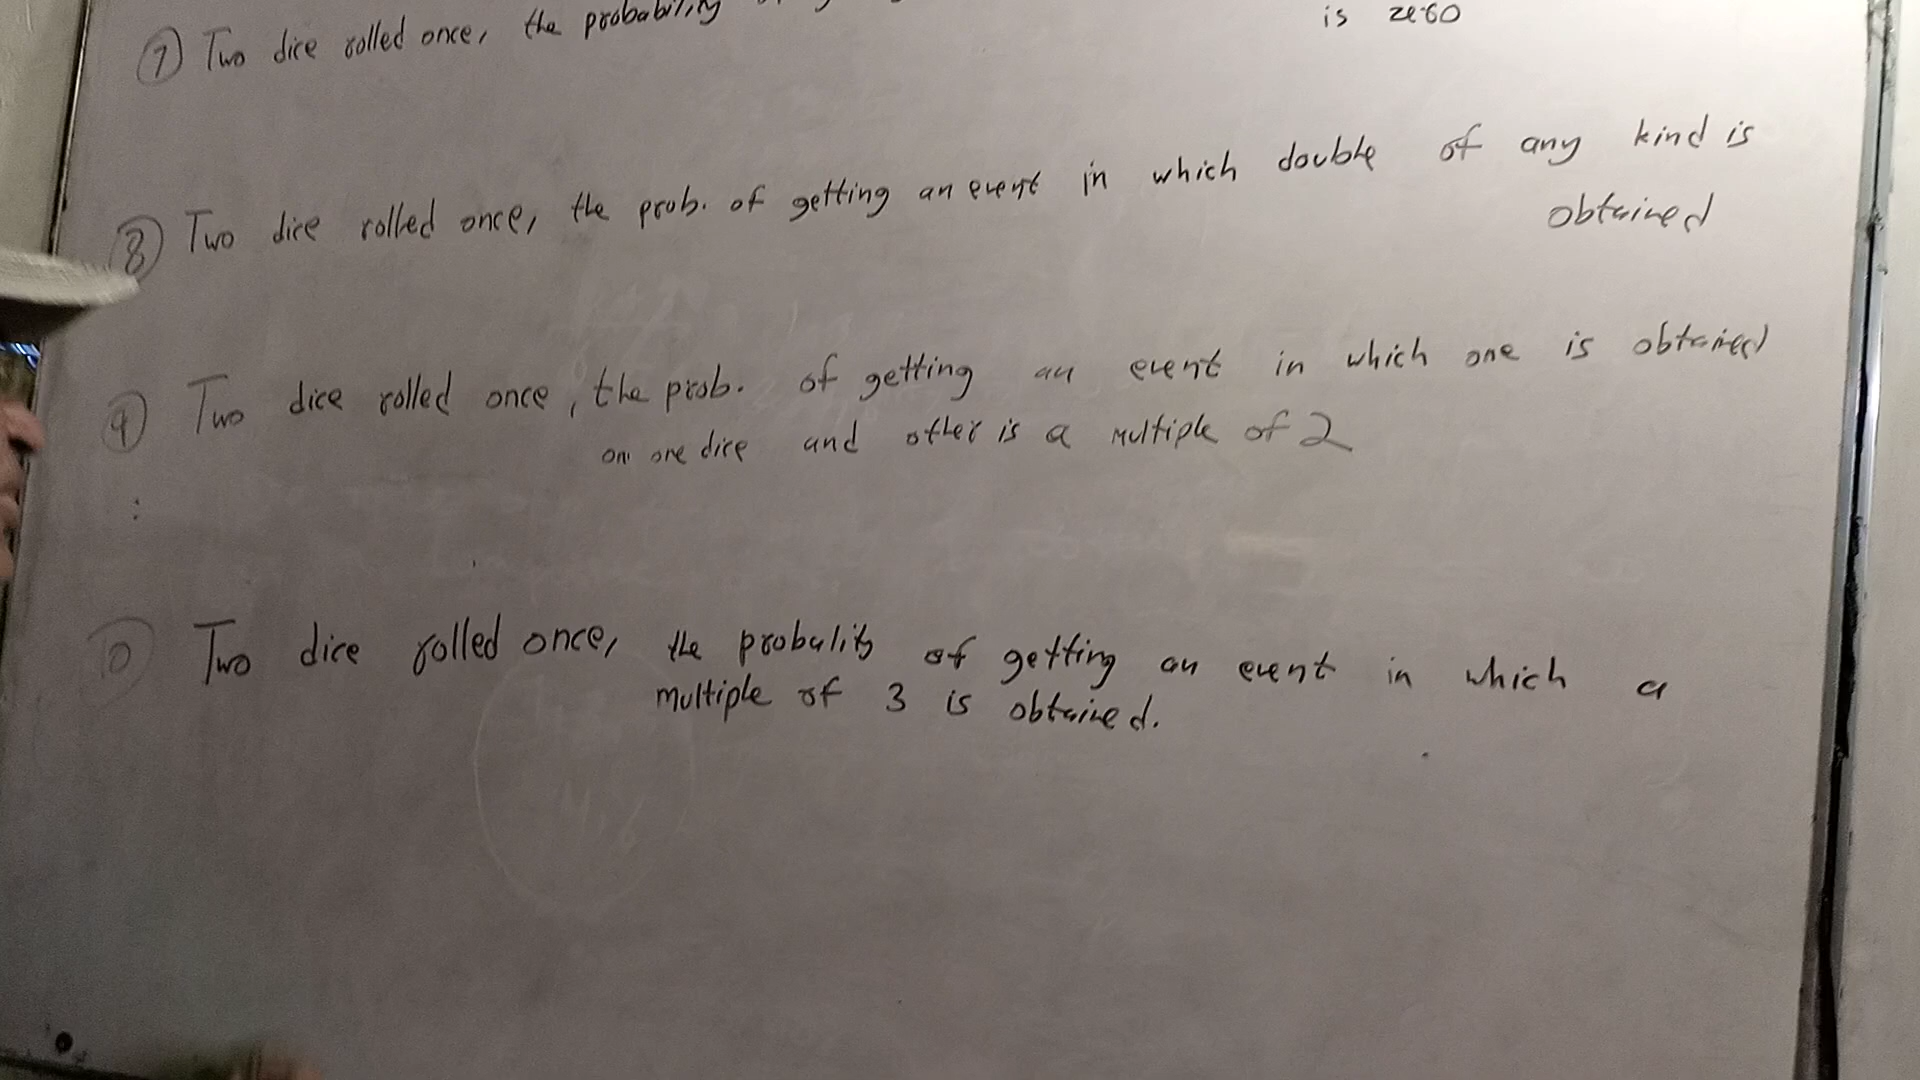 is zero
7 Two dice rolled once, the probability
8 Two dice rolled once, the prob. of getting an event in which double of any kind is
obtained
9 Two dice rolled once, the prob. of getting an event in which one is obtained
on one dice and other is a multiple of 2
10 Two dice rolled once, the probality of getting an event in which a
multiple of 3 is obtained.